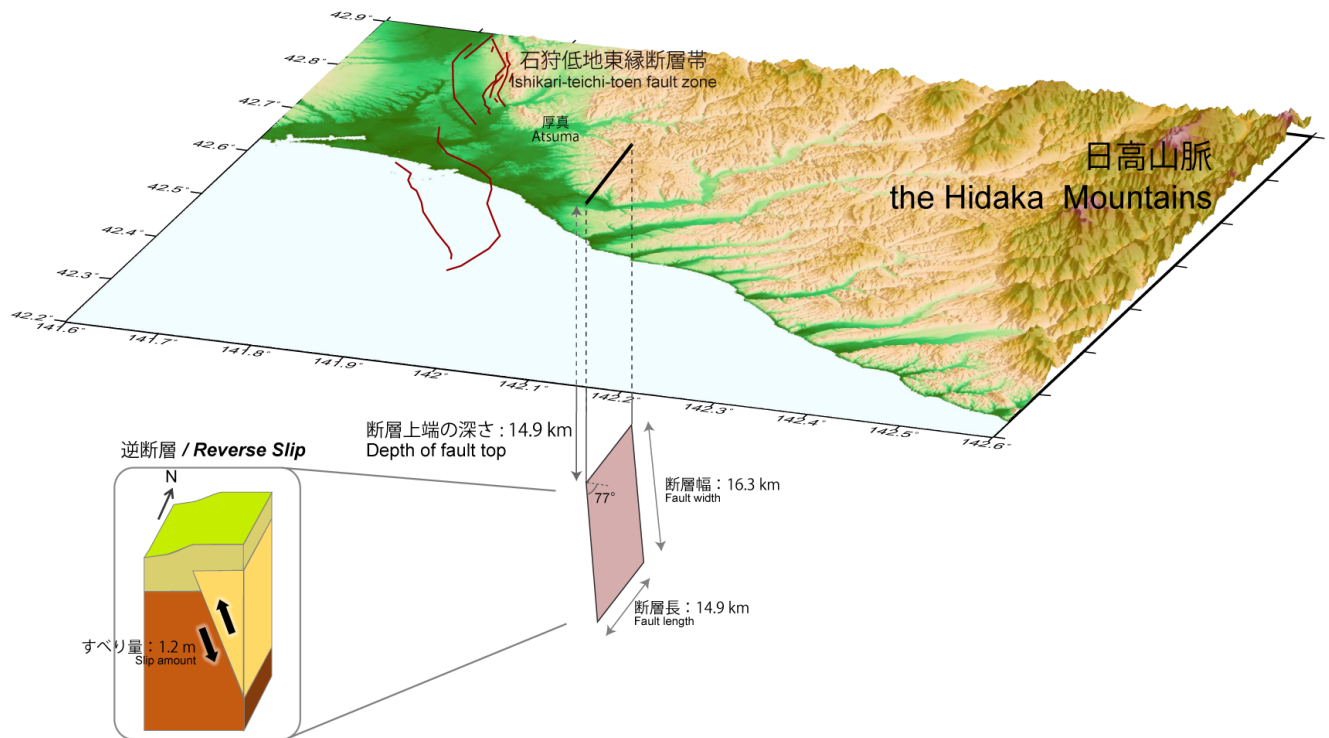 42.9°
42.8°
42.7°
42.6°
42.5°
42.4°
42.3°
42.2°
141.6°
141.7°
141.8°
141.9°
142°
142.1°
142.2°
142.3°
142.4°
142.5°
142.6°
石狩低地東縁断層帯
Ishikari-teichi-toen fault zone
厚真
Atsuma
日高山脈
the Hidaka Mountains
断層上端の深さ : 14.9 km
Depth of fault top
逆断層 / Reverse Slip
N
すべり量：1.2 m
Slip amount
77°
断層幅：16.3 km
Fault width
断層長：14.9 km
Fault length